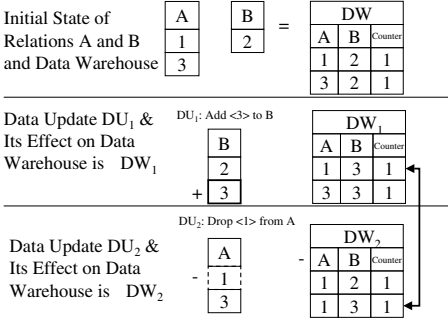 Initial State of
Relations A and B
and Data Warehouse
A
1
3
B
2
=
DW
A B Counter
1 2 1
3 2 1
Data Update DU1 &
Its Effect on Data
Warehouse is DW1
DU1: Add <3> to B
B
2
+ 3
DW1
A B Counter
1 3 1
3 3 1
Data Update DU2 &
Its Effect on Data
Warehouse is DW2
DU2: Drop <1> from A
A
- 1
3
-
DW2
A B Counter
1 2 1
1 3 1